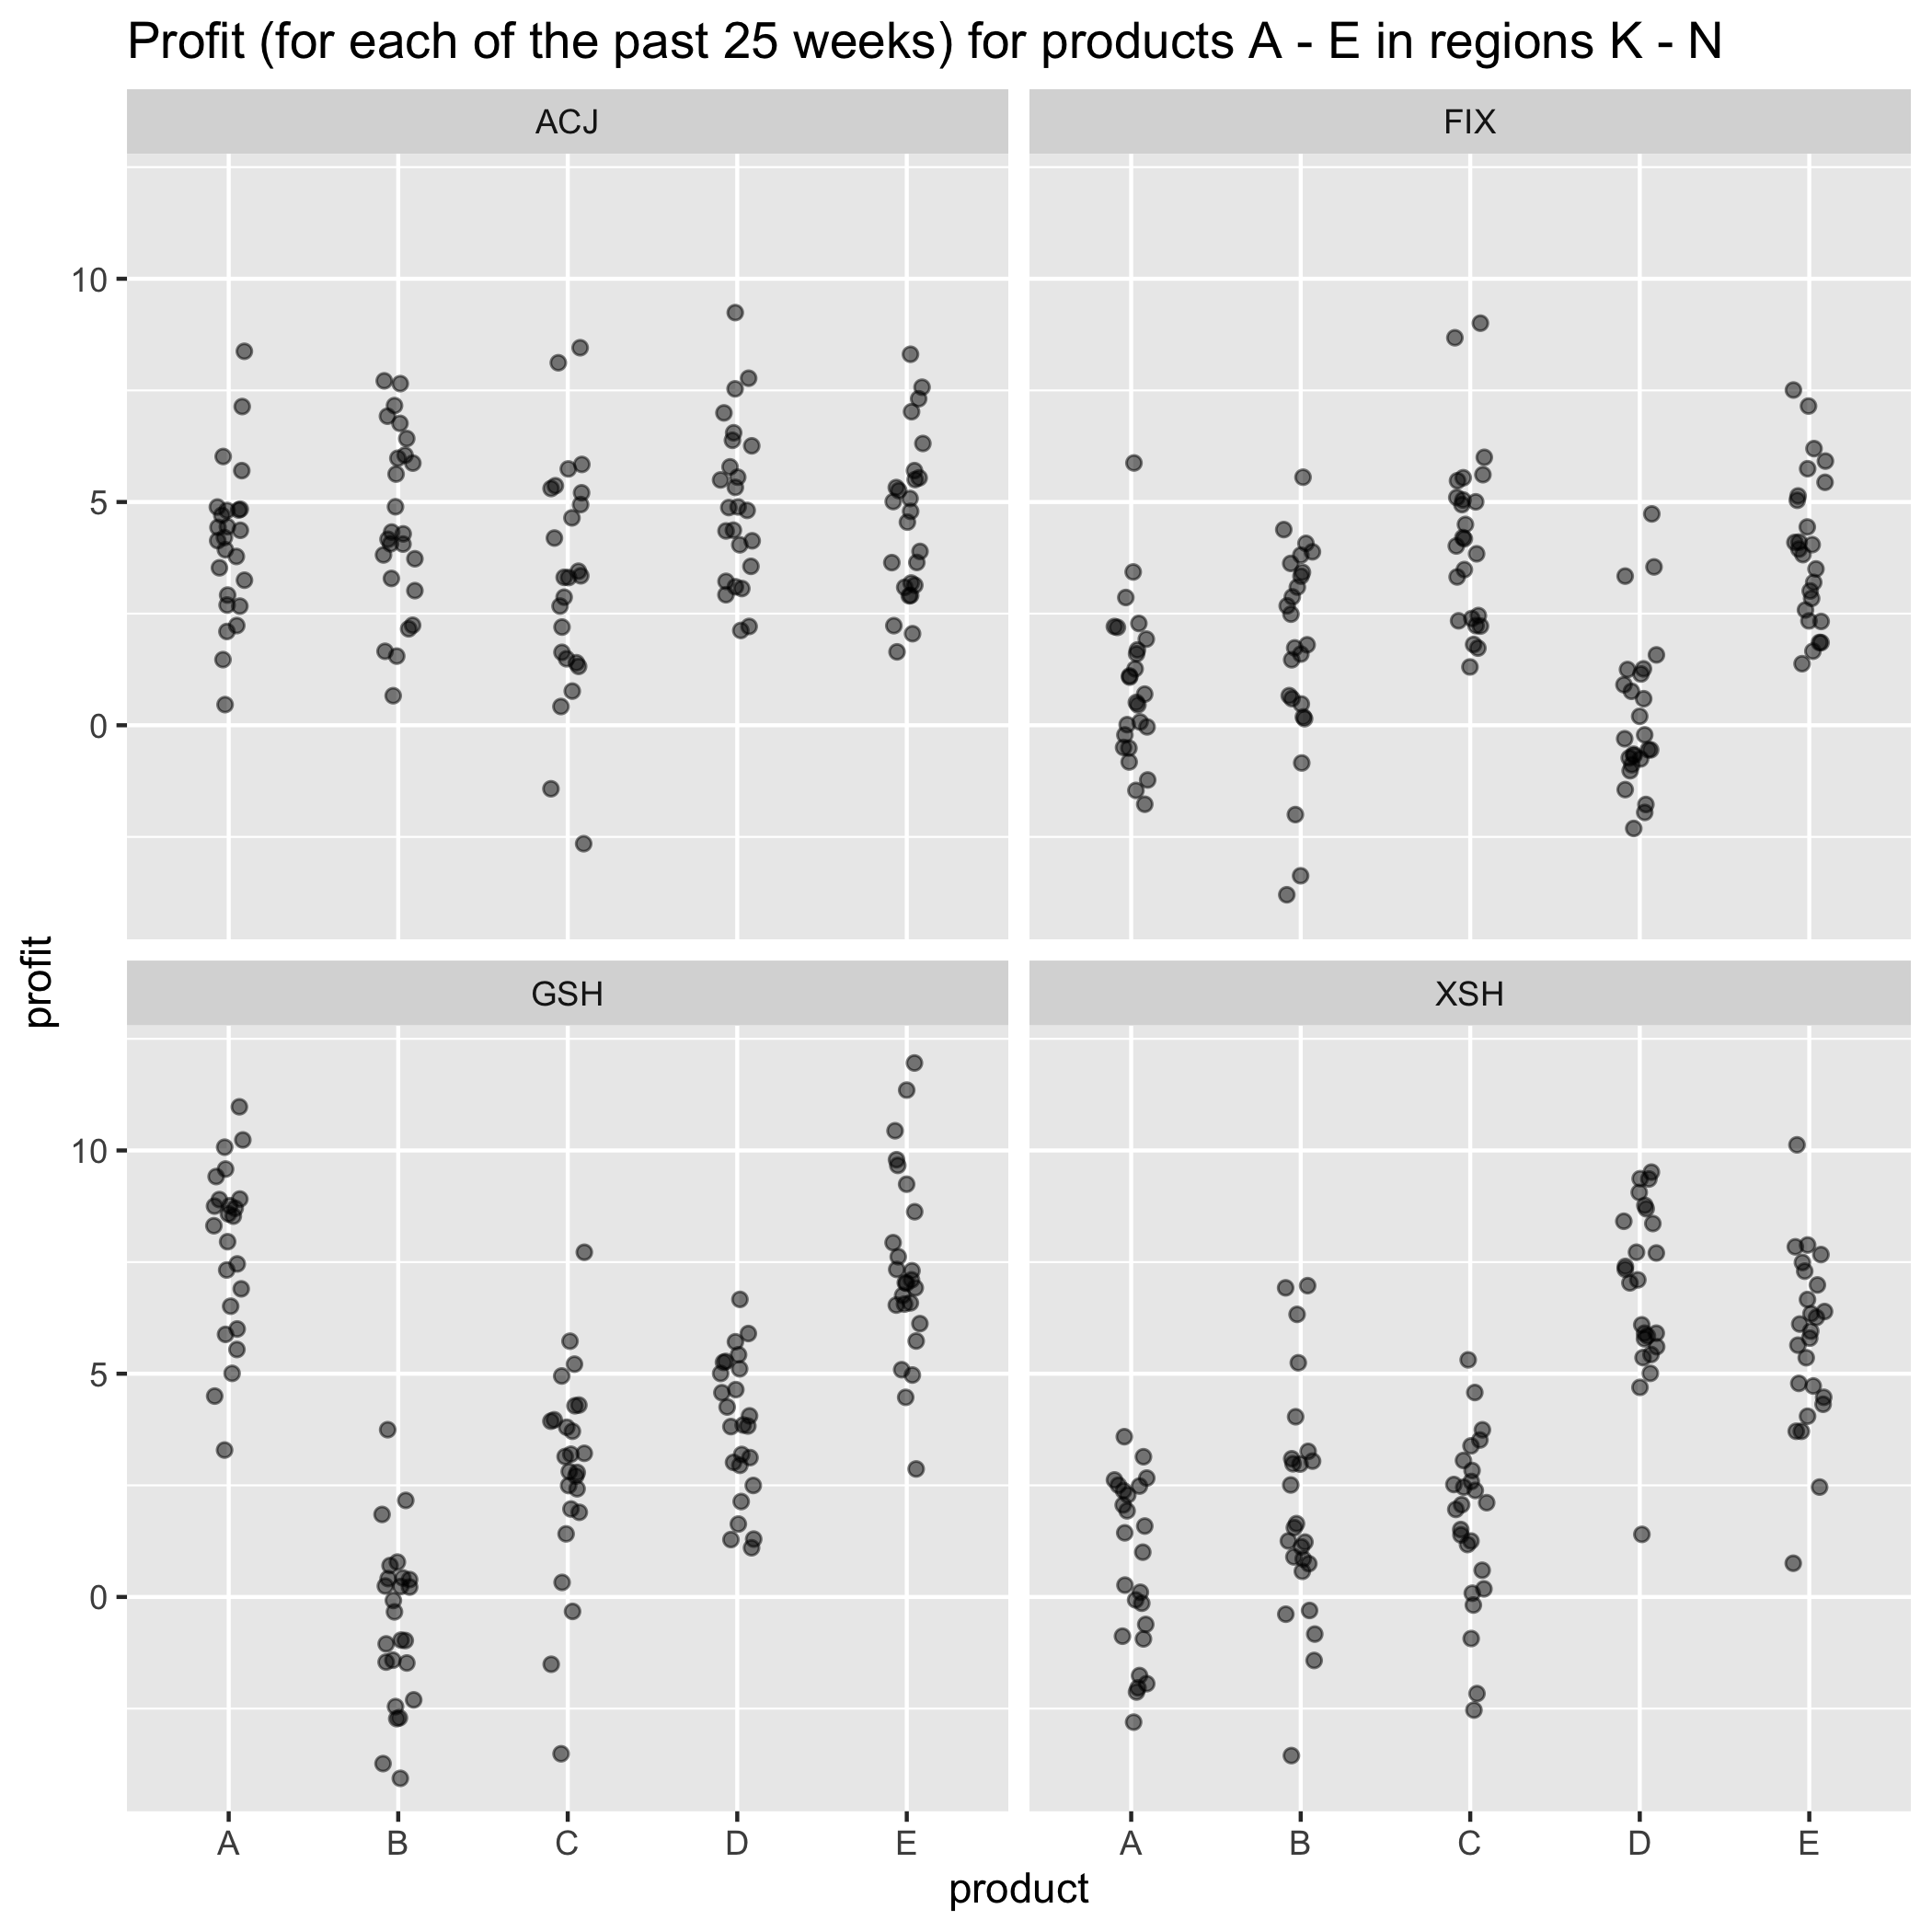 Profit (for each of the past 25 weeks) for products A - E in regions K - N
ACJ
FIX
10
5
0
profit
GSH
XSH
10
5
0
A B C D E
A B C D E
product